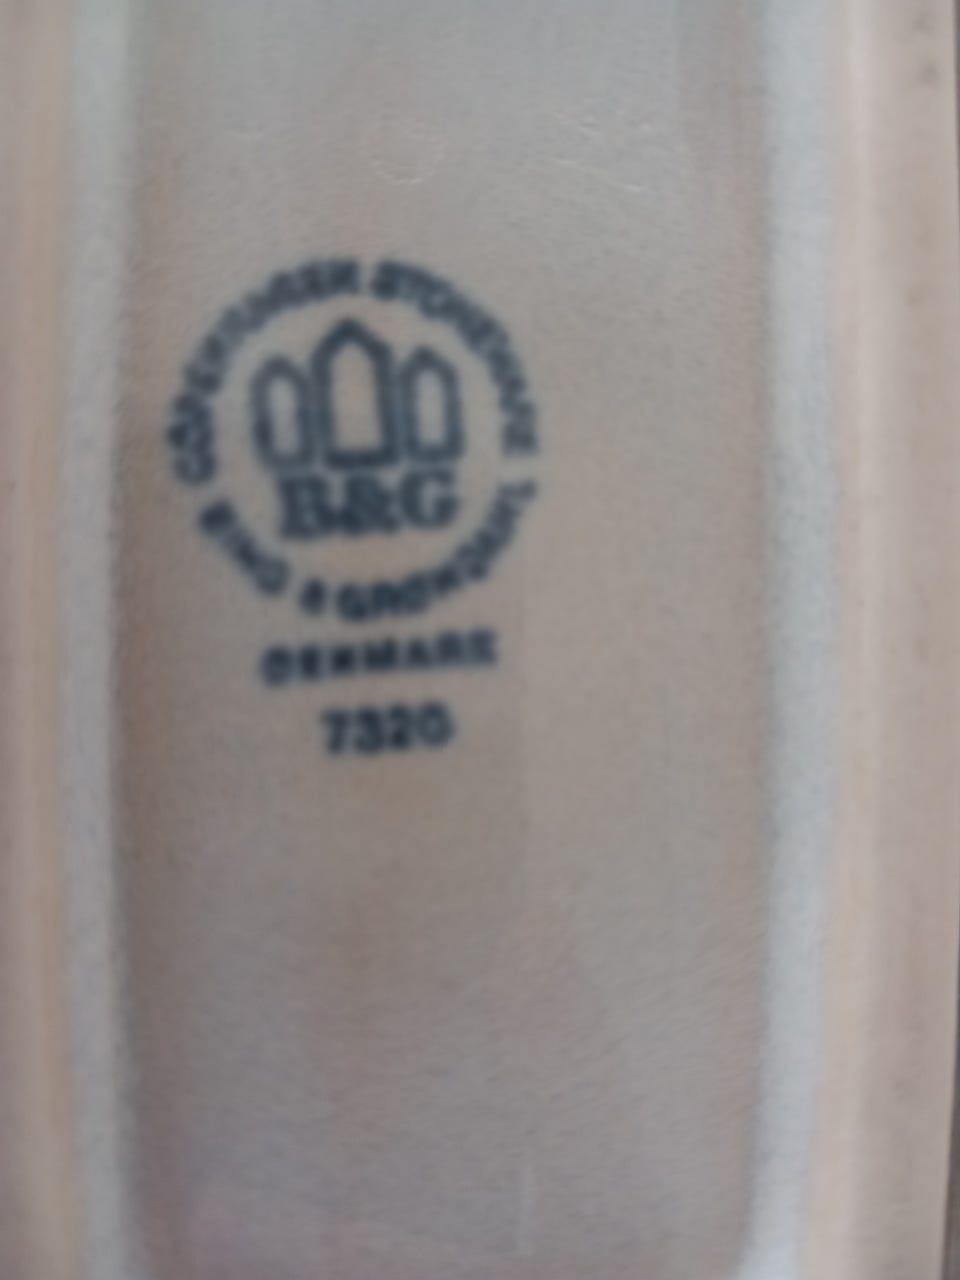 COPENHAGEN STONEWARE
B&G
BING & GRØNDAHL
DENMARK
7320